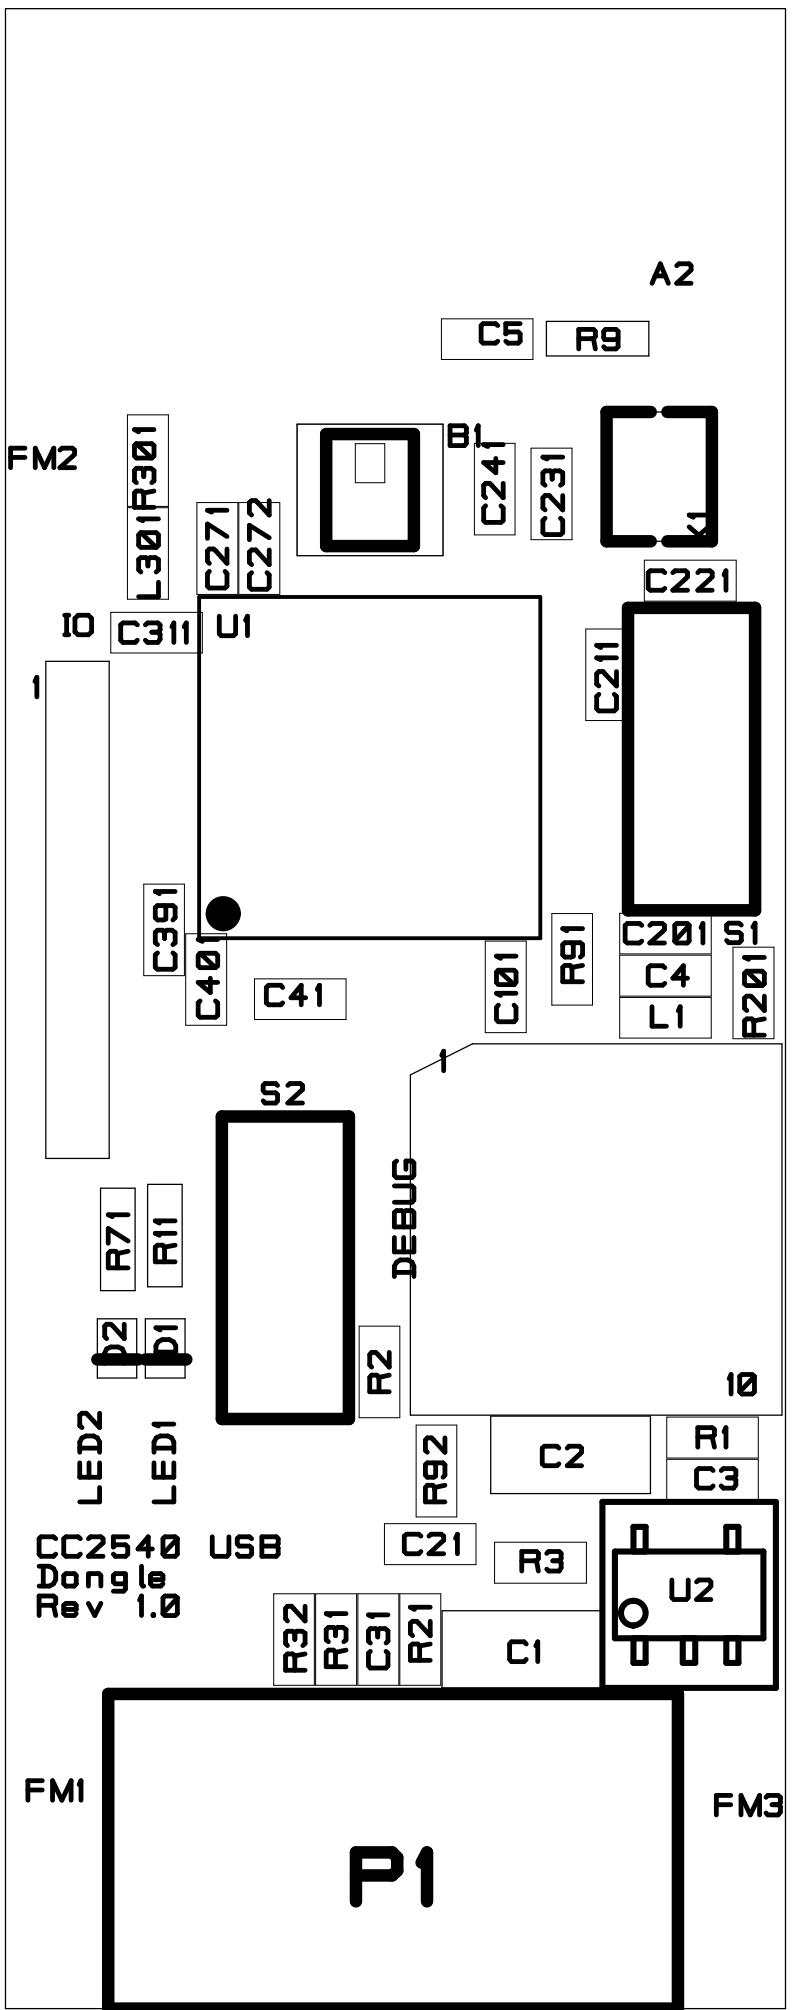 A2
C5
R9
B1
FM2
R301
C241
C231
K1
L301
C271
C272
C221
IO
C311
U1
C211
1
C391
C401
C41
C101
R91
C201
S1
C4
R201
L1
1
S2
DEBUG
R71
R11
D2
D1
R2
10
LED2
LED1
R92
C2
R1
C3
CC2540 USB
Dongle
Rev 1.0
C21
R3
U2
R32
R31
C31
R21
C1
FM1
FM3
P1